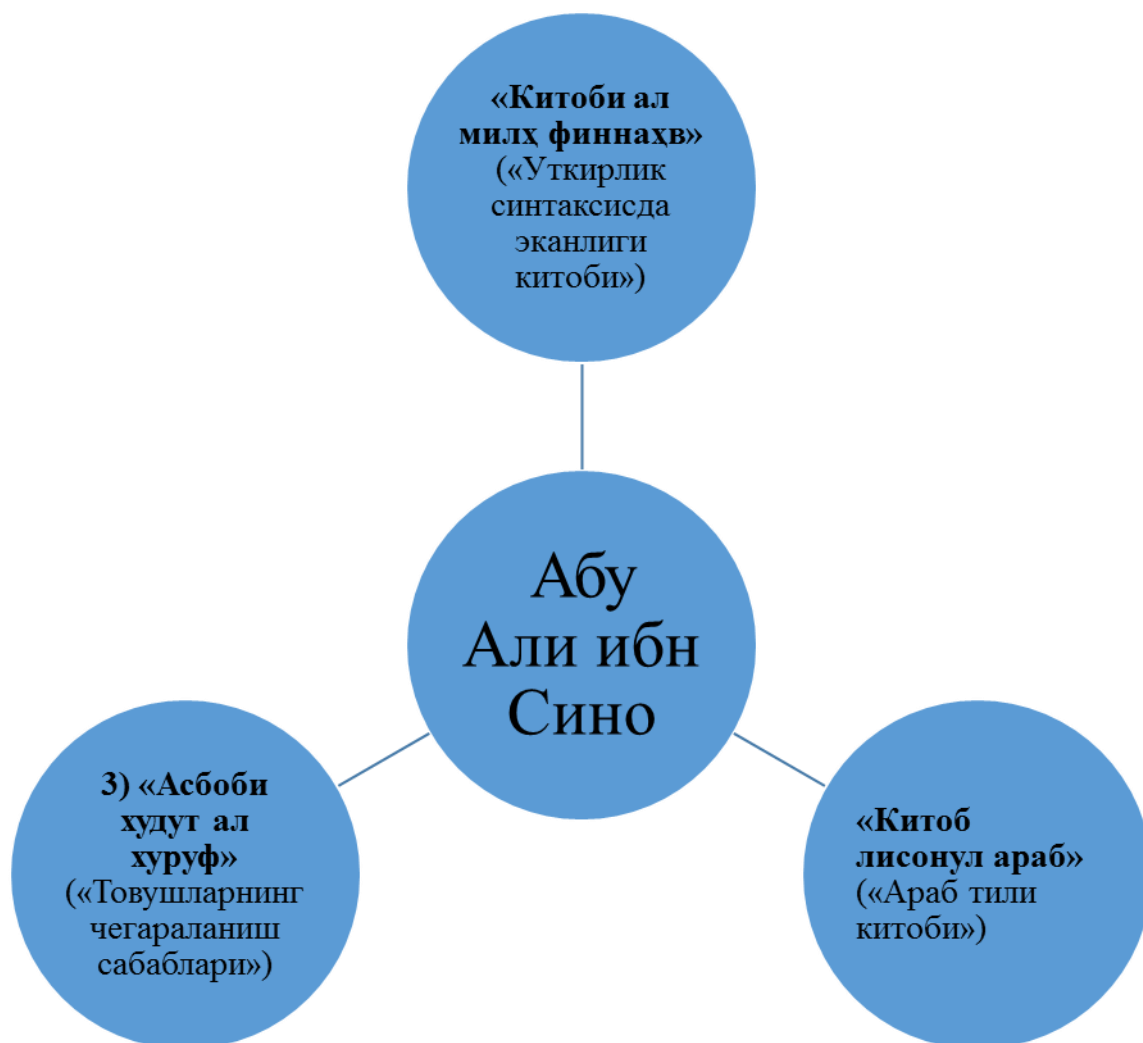 «Китоби ал
милҳ финнаҳв»
(«Уткирлик
синтаксисда
эканлиги
китоби»)
Абу
Али ибн
Сино
3) «Асбоби
худут ал
хуруф»
(«Товушларнинг
чегараланиш
сабаблари»)
«Китоб
лисонул араб»
(«Араб тили
китоби»)